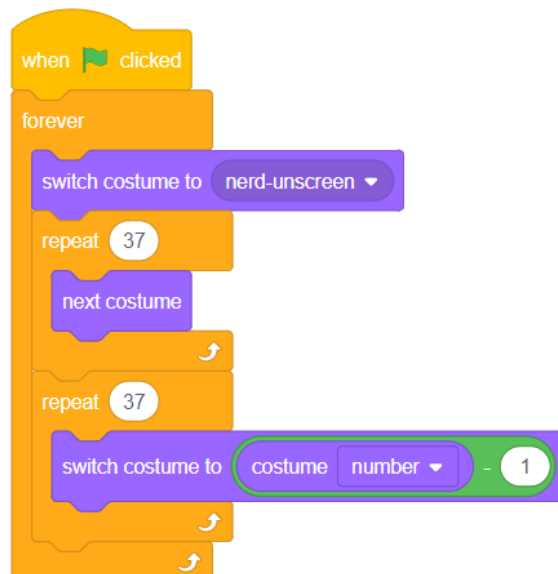 when clicked
forever
switch costume to nerd-unscreen
repeat 37
next costume
repeat 37
switch costume to costume number - 1